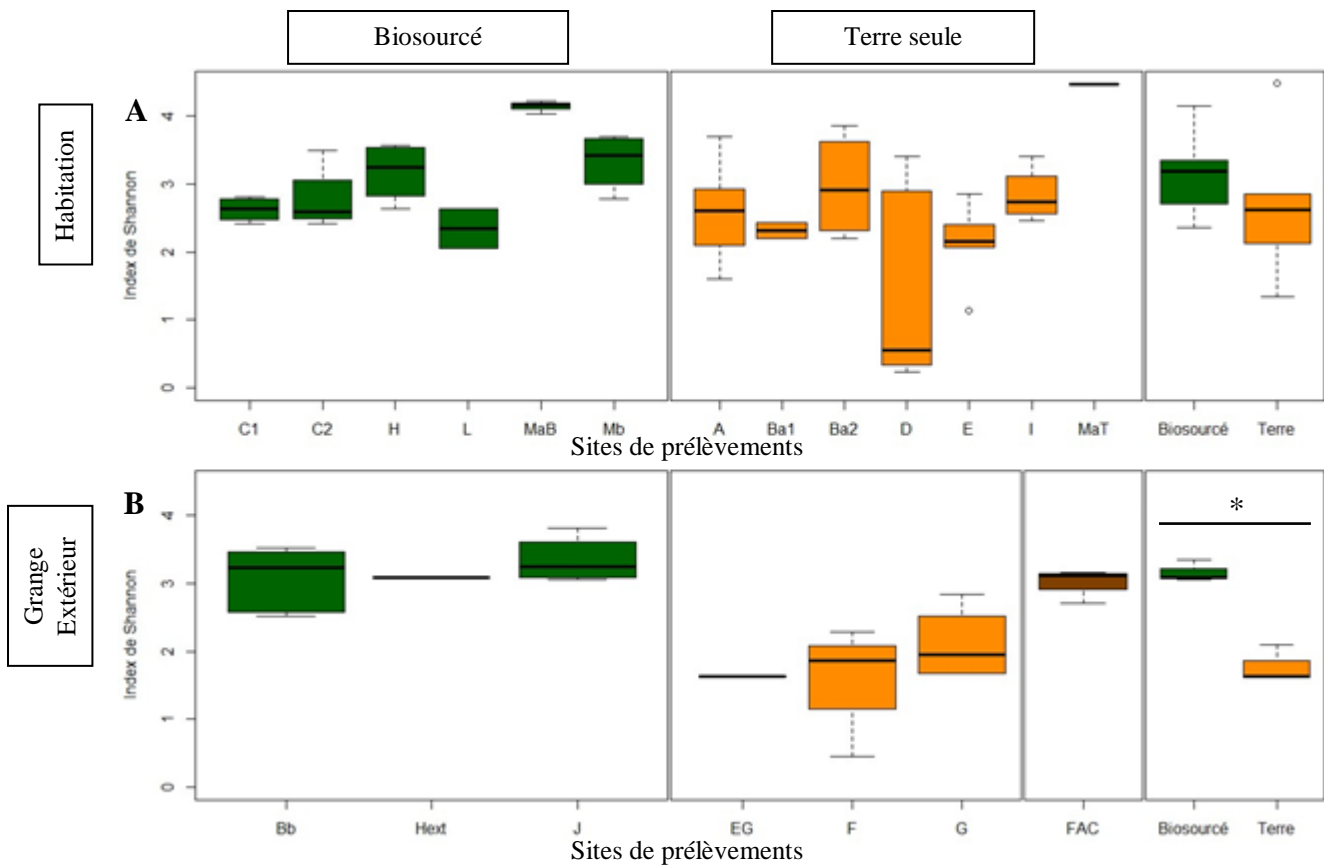 Biosourcé
Terre seule
Habitation
A
Index de Shannon
4
3
2
1
0
C1 C2 H L MaB Mb A Ba1 Ba2 D E I MaT Biosourcé Terre
Sites de prélèvements
Grange
Extérieur
B
*
Index de Shannon
4
3
2
1
0
Bb Hext J EG F G FAC Biosourcé Terre
Sites de prélèvements